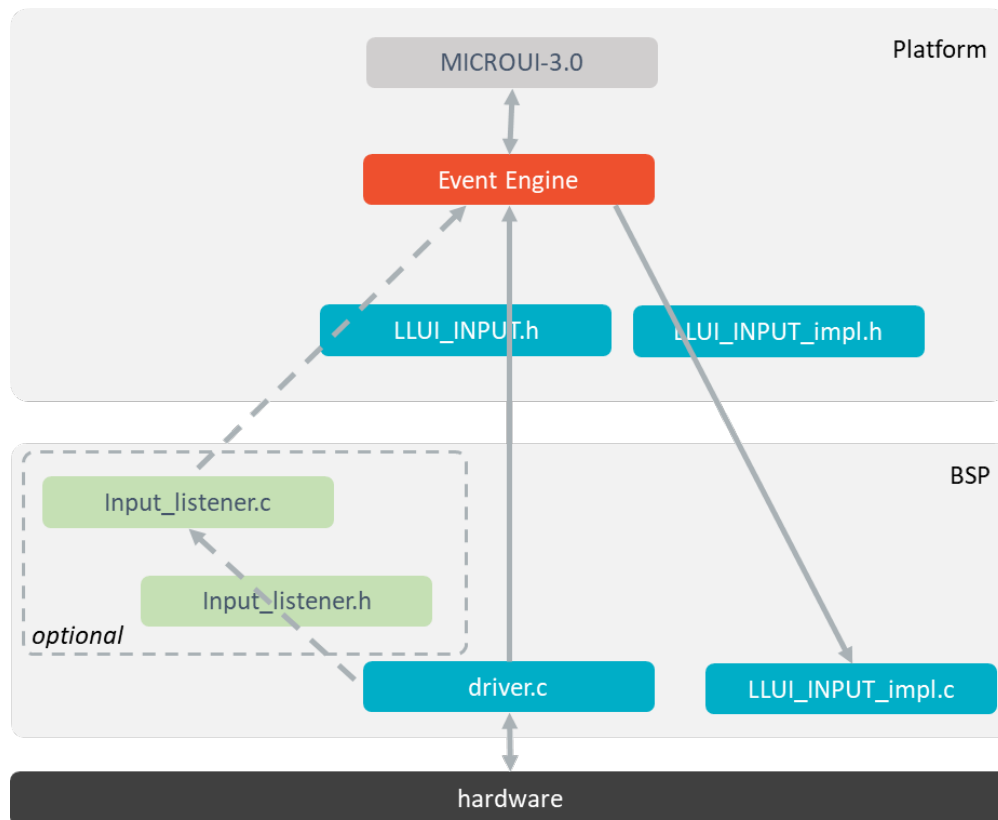 MICROUI-3.0
Platform
Event Engine
LLUI_INPUT.h
LLUI_INPUT_impl.h
BSP
Input_listener.c
Input_listener.h
optional
driver.c
LLUI_INPUT_impl.c
hardware